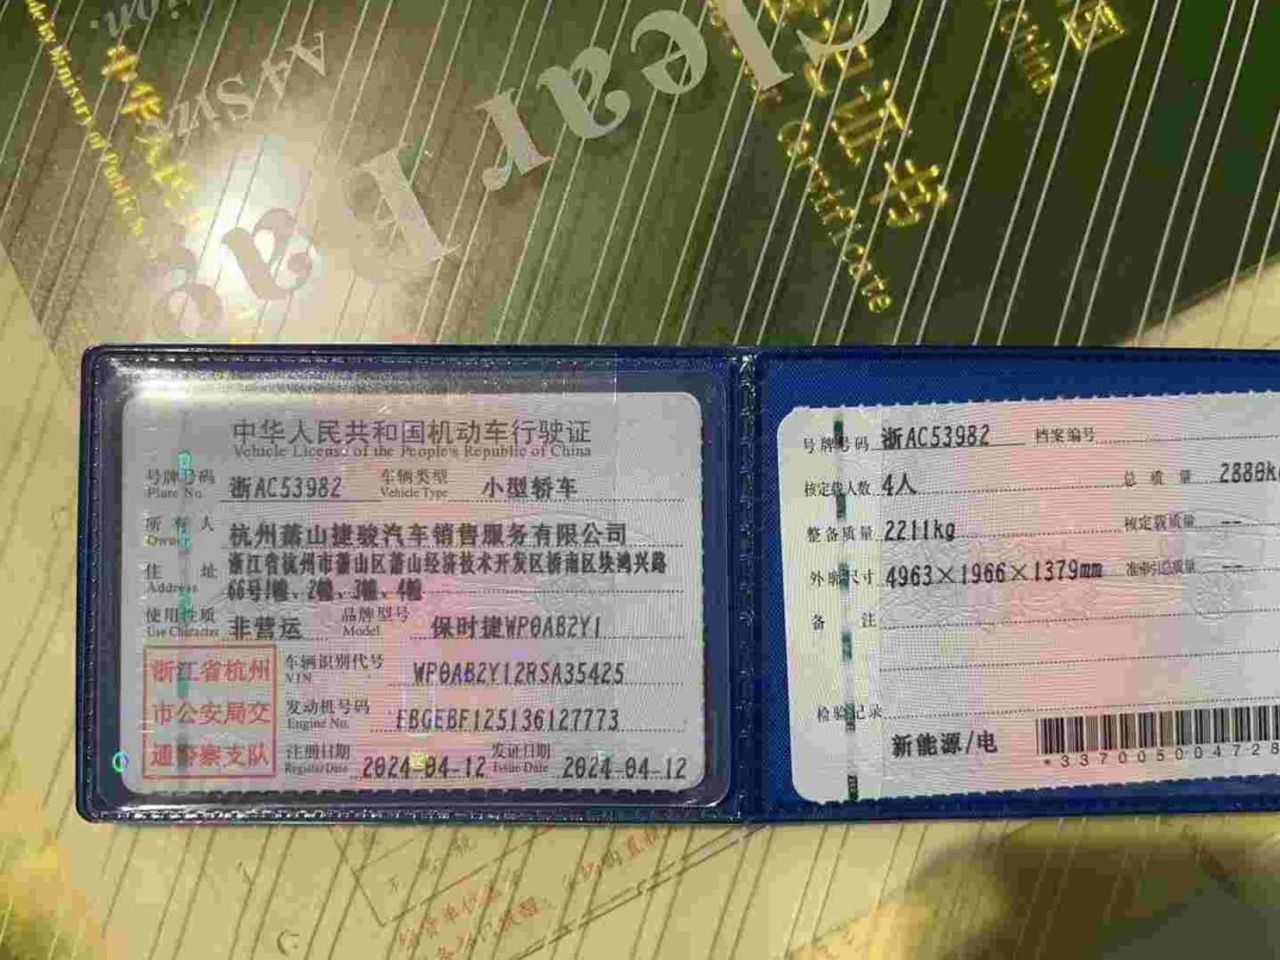 Clear Bag
A4 Size
Certificate
中华人民共和国机动车行驶证
Vehicle License of the People's Republic of China
号牌号码 浙AC53982 车辆类型 小型轿车
Plate No. Vehicle Type
所有人 杭州萧山捷骏汽车销售服务有限公司
Owner
住址 浙江省杭州市萧山区萧山经济技术开发区桥南区块鸿兴路
Address 66号1幢、2幢、3幢、4幢
使用性质 非营运 品牌型号 保时捷WP0AB2Y1
Use Character Model
浙江省杭州
市公安局交
通警察支队
车辆识别代号 WP0AB2Y12RSA35425
VIN
发动机号码 EBGEBF125136127773
Engine No.
注册日期 2024-04-12 发证日期 2024-04-12
Register Date Issue Date
号牌号码 浙AC53982 档案编号
核定载人数 4人 总质量 2880k
整备质量 2211kg 核定载质量 --
外廓尺寸 4963×1966×1379mm 准牵引总质量 --
备注
检验记录
新能源/电
*33700500472 8